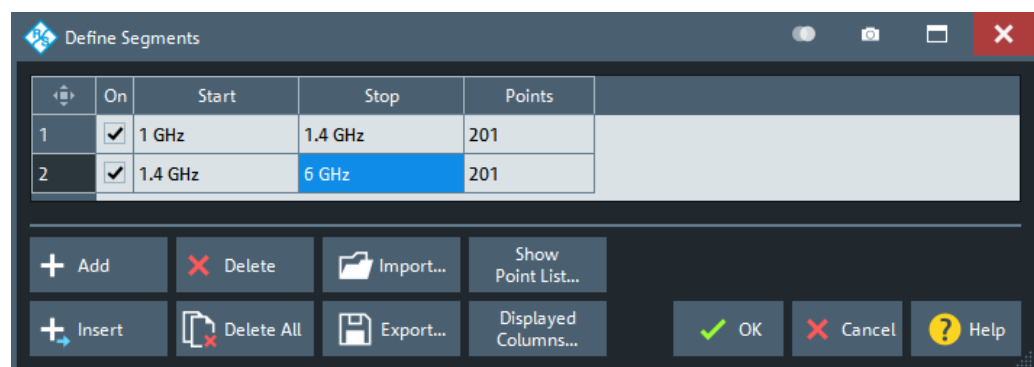 Define Segments
On Start Stop Points
1 1 GHz 1.4 GHz 201
2 1.4 GHz 6 GHz 201
Add Delete Import... Show Point List...
Insert Delete All Export... Displayed Columns... OK Cancel Help